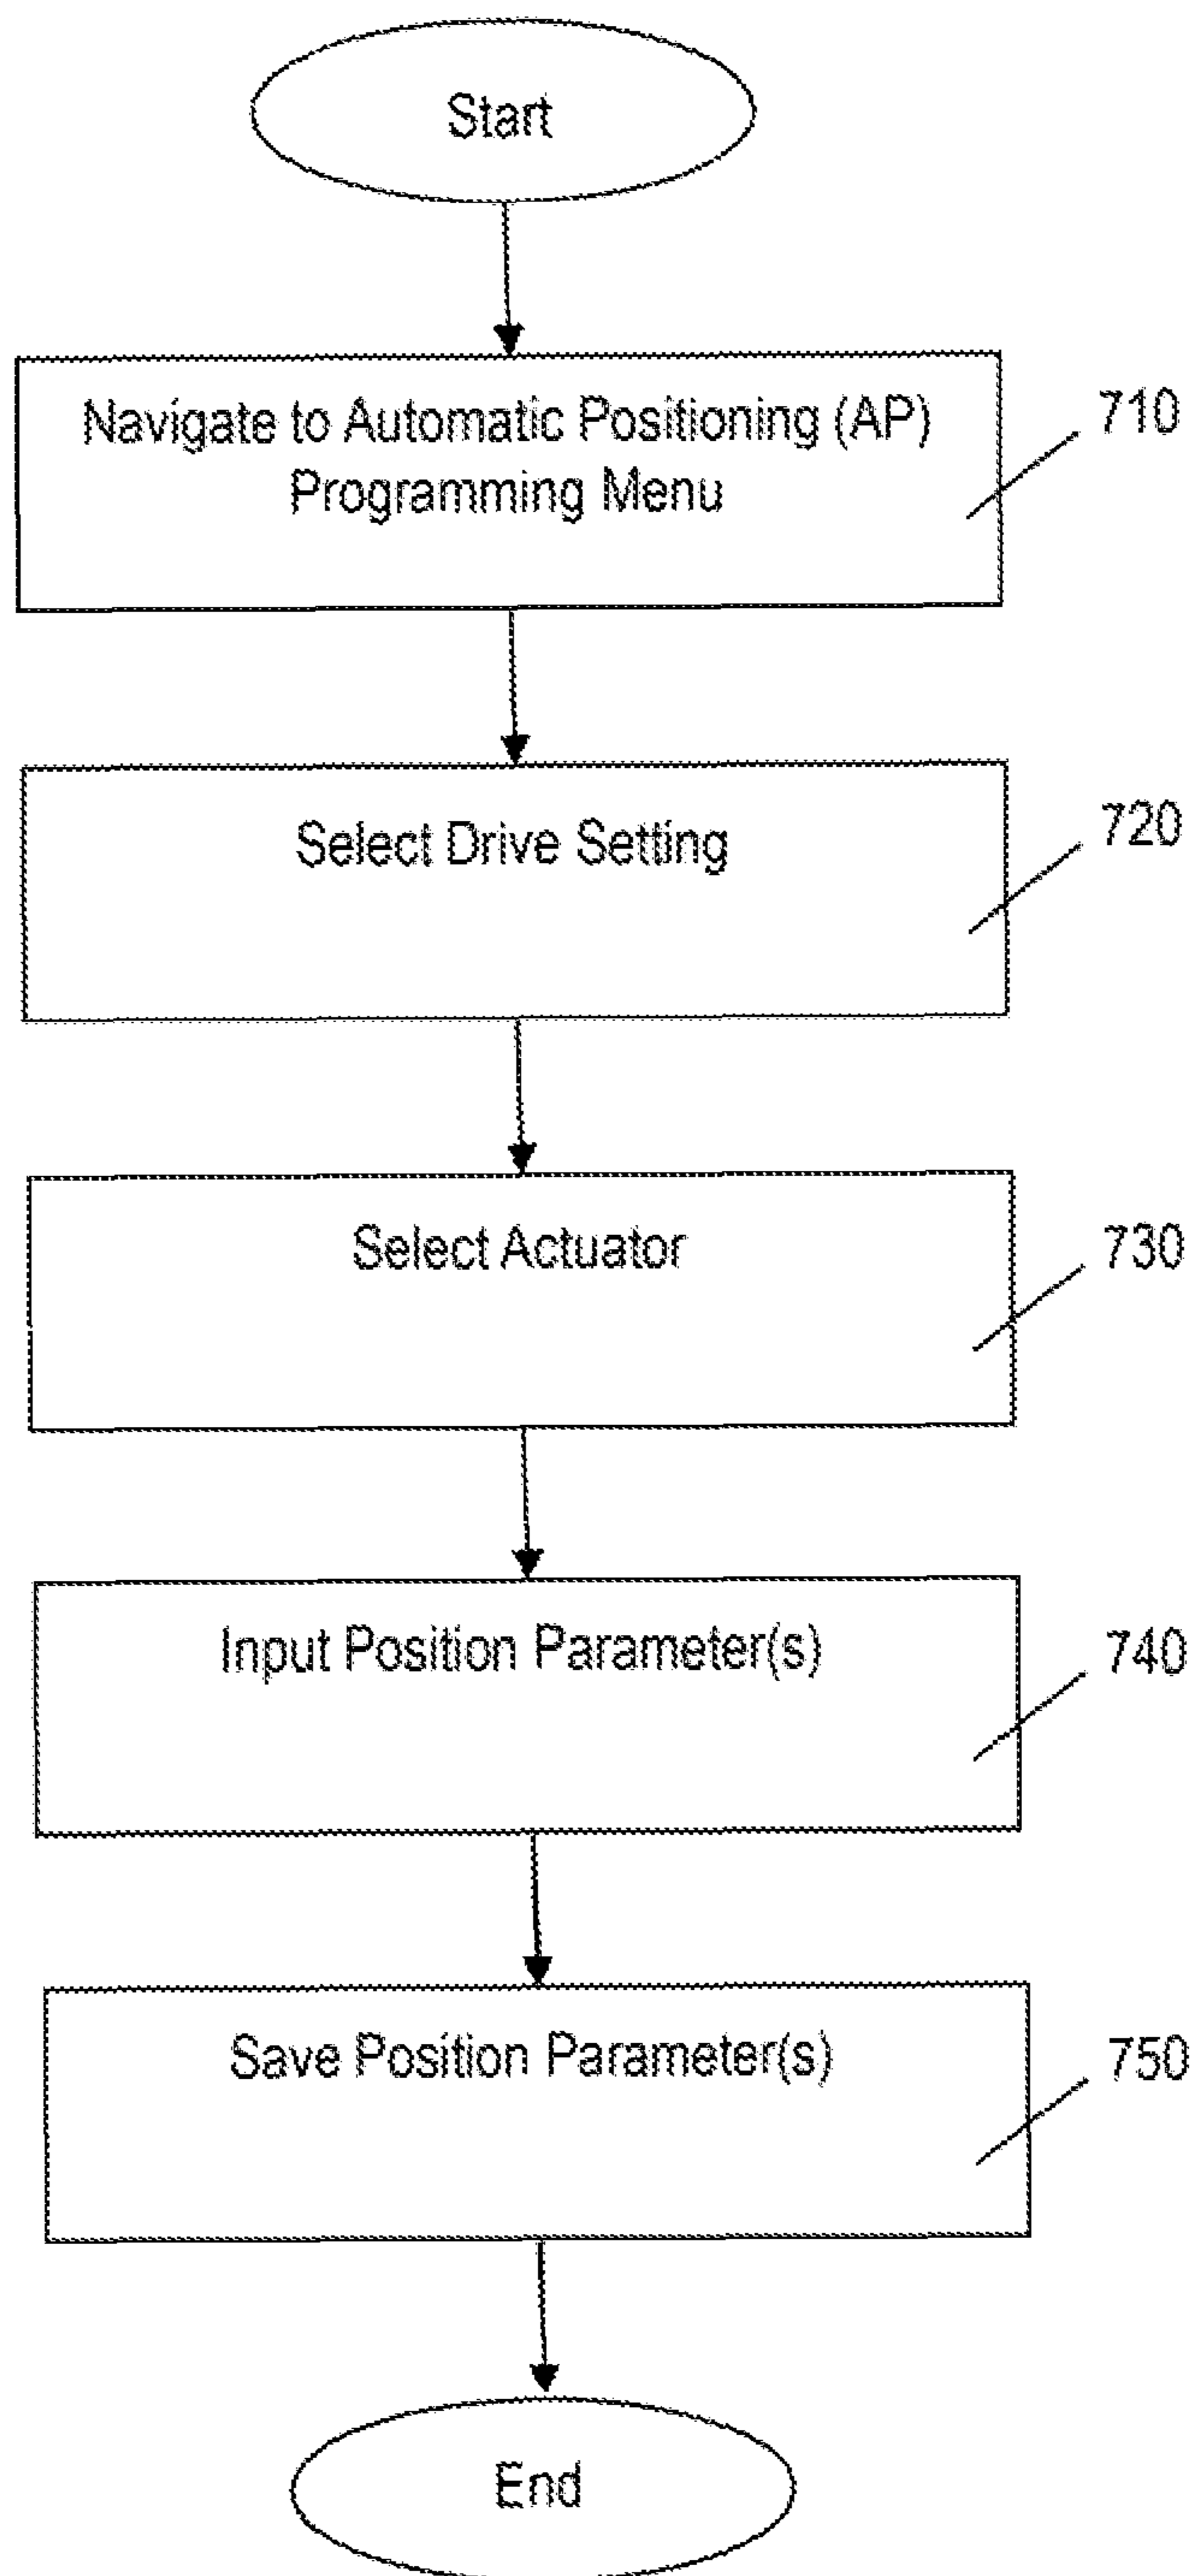 Start
Navigate to Automatic Positioning (AP)
Programming Menu
710
Select Drive Setting
720
Select Actuator
730
Input Position Parameter(s)
740
Save Position Parameter(s)
750
End